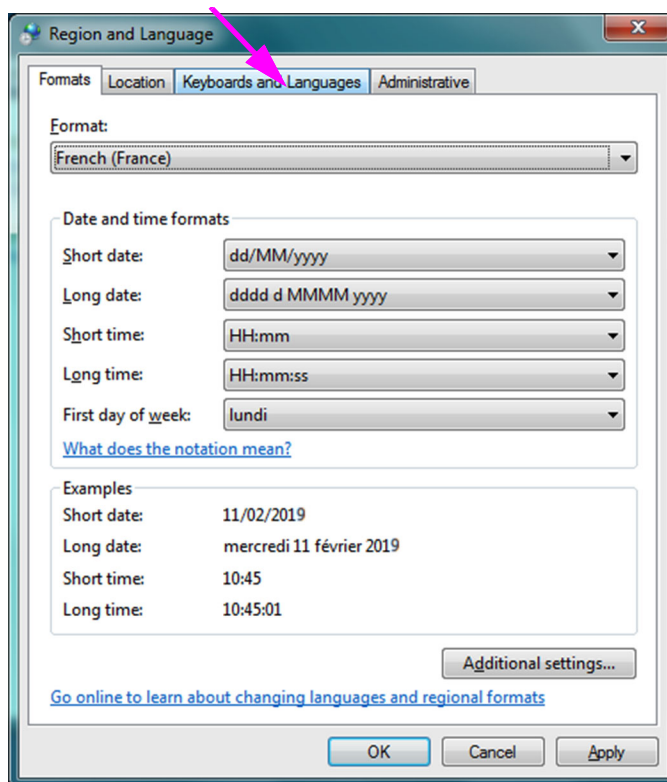 Region and Language
Formats Location Keyboards and Languages Administrative
Format:
French (France)
Date and time formats
Short date: dd/MM/yyyy
Long date: dddd d MMMM yyyy
Short time: HH:mm
Long time: HH:mm:ss
First day of week: lundi
What does the notation mean?
Examples
Short date: 11/02/2019
Long date: mercredi 11 février 2019
Short time: 10:45
Long time: 10:45:01
Additional settings...
Go online to learn about changing languages and regional formats
OK Cancel Apply